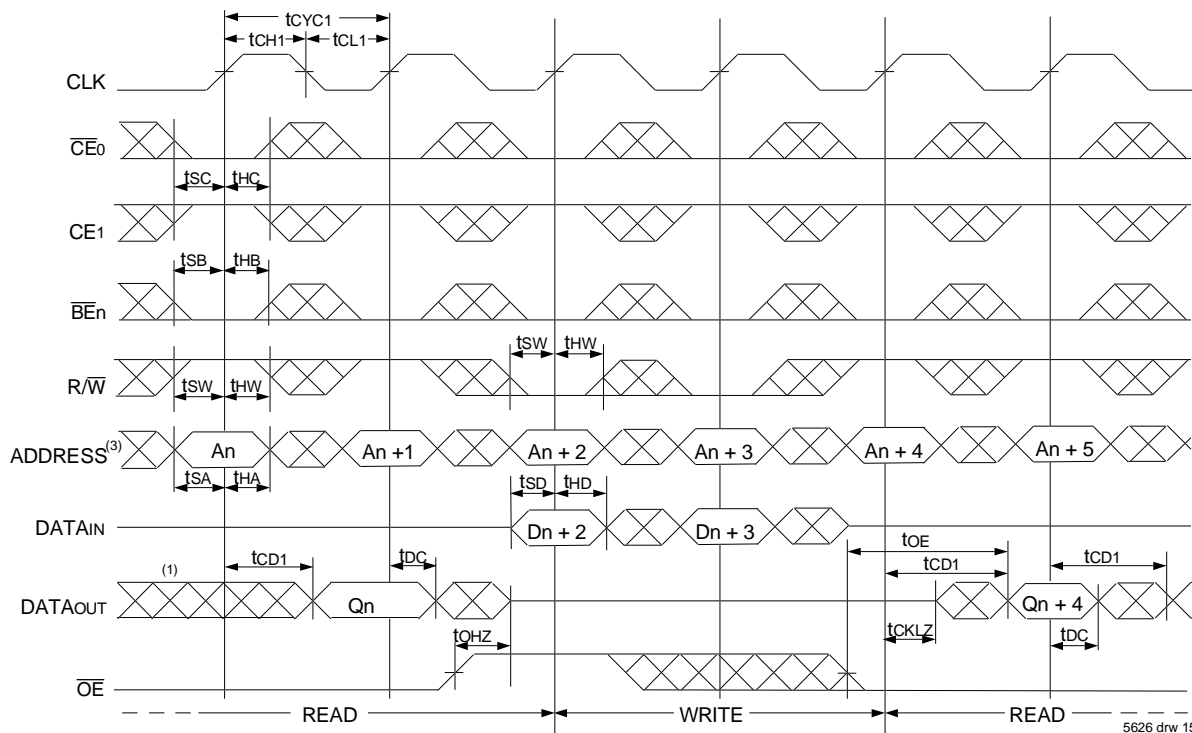 tCYC1
tCH1 tCL1
CLK
CE0
tSC tHC
CE1
tSB tHB
BEn
tSW tHW
R/W
tSW tHW
ADDRESS(3) An An +1 An + 2 An + 3 An + 4 An + 5
tSA tHA
tSD tHD
DATAIN Dn + 2 Dn + 3
tOE
(1) tCD1 tDC tCD1 tCD1
DATAOUT Qn Qn + 4
tOHZ tCKLZ tDC
OE
READ WRITE READ
5626 drw 15